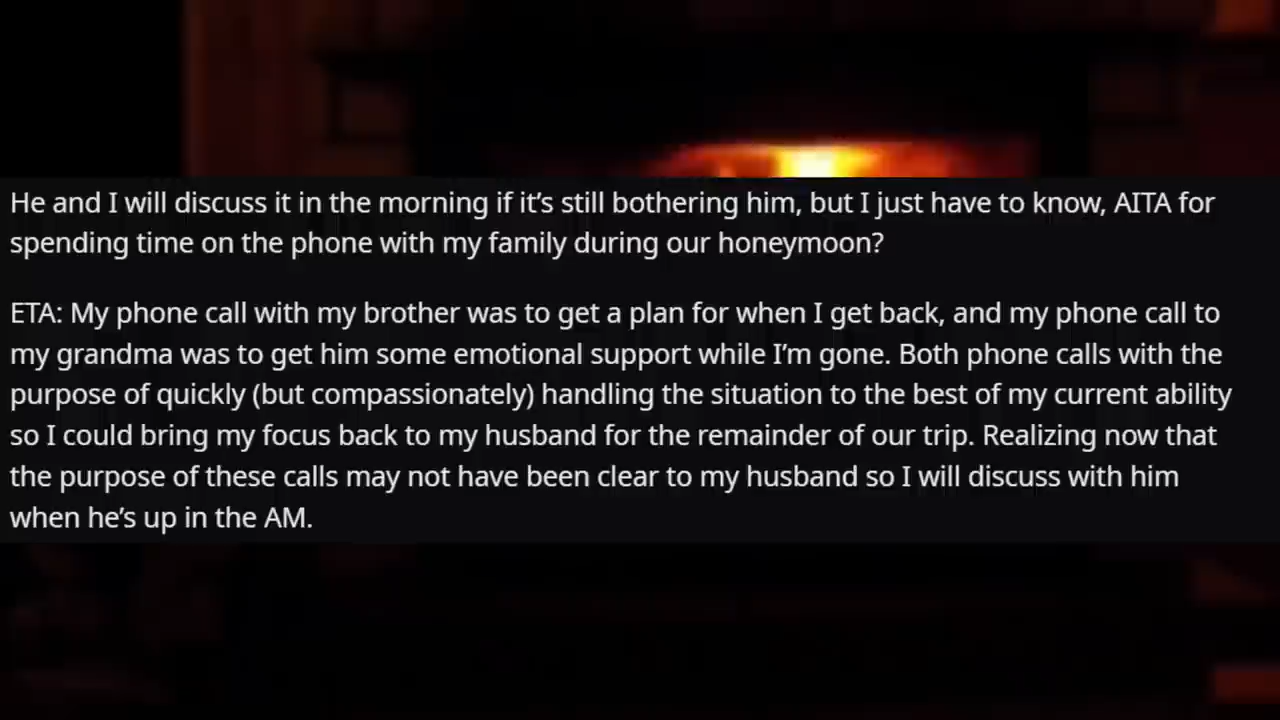 He and I will discuss it in the morning if it’s still bothering him, but I just have to know, AITA for
spending time on the phone with my family during our honeymoon?
ETA: My phone call with my brother was to get a plan for when I get back, and my phone call to
my grandma was to get him some emotional support while I’m gone. Both phone calls with the
purpose of quickly (but compassionately) handling the situation to the best of my current ability
so I could bring my focus back to my husband for the remainder of our trip. Realizing now that
the purpose of these calls may not have been clear to my husband so I will discuss with him
when he’s up in the AM.